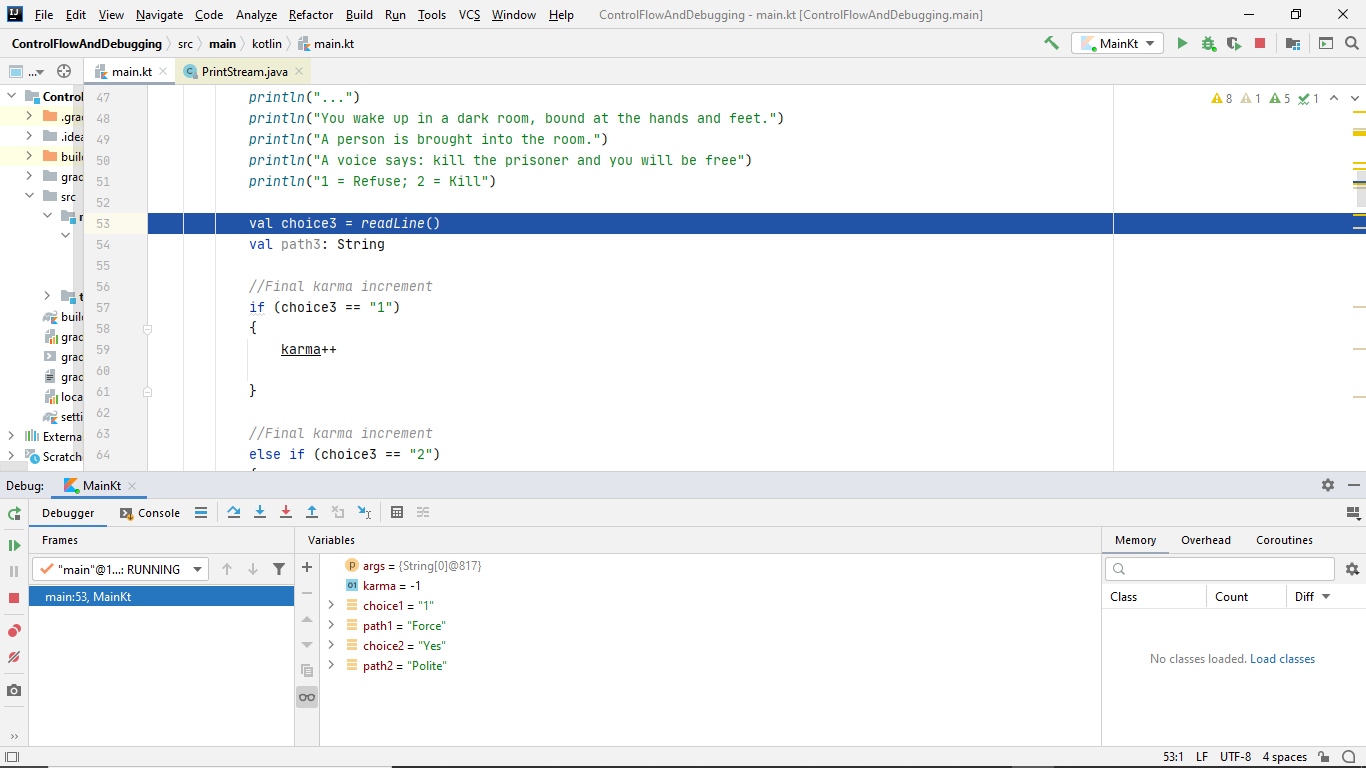 File Edit View Navigate Code Analyze Refactor Build Run Tools VCS Window Help ControlFlowAndDebugging - main.kt [ControlFlowAndDebugging.main]
ControlFlowAndDebugging src main kotlin main.kt MainKt
... main.kt PrintStream.java
8 1 5 1
Control
.gra
.idea
buil
grad
src
r
t
buil
grad
grad
grad
loca
setti
Externa
Scratch
47 println("...")
48 println("You wake up in a dark room, bound at the hands and feet.")
49 println("A person is brought into the room.")
50 println("A voice says: kill the prisoner and you will be free")
51 println("1 = Refuse; 2 = Kill")
52
53 val choice3 = readLine()
54 val path3: String
55
56 //Final karma increment
57 if (choice3 == "1")
58 {
59 karma++
60
61 }
62
63 //Final karma increment
64 else if (choice3 == "2")
Debug: MainKt
Debugger Console
Frames Variables Memory Overhead Coroutines
"main"@1...: RUNNING
main:53, MainKt
args = {String[0]@817}
karma = -1
choice1 = "1"
path1 = "Force"
choice2 = "Yes"
path2 = "Polite"
Class Count Diff
No classes loaded. Load classes
53:1 LF UTF-8 4 spaces